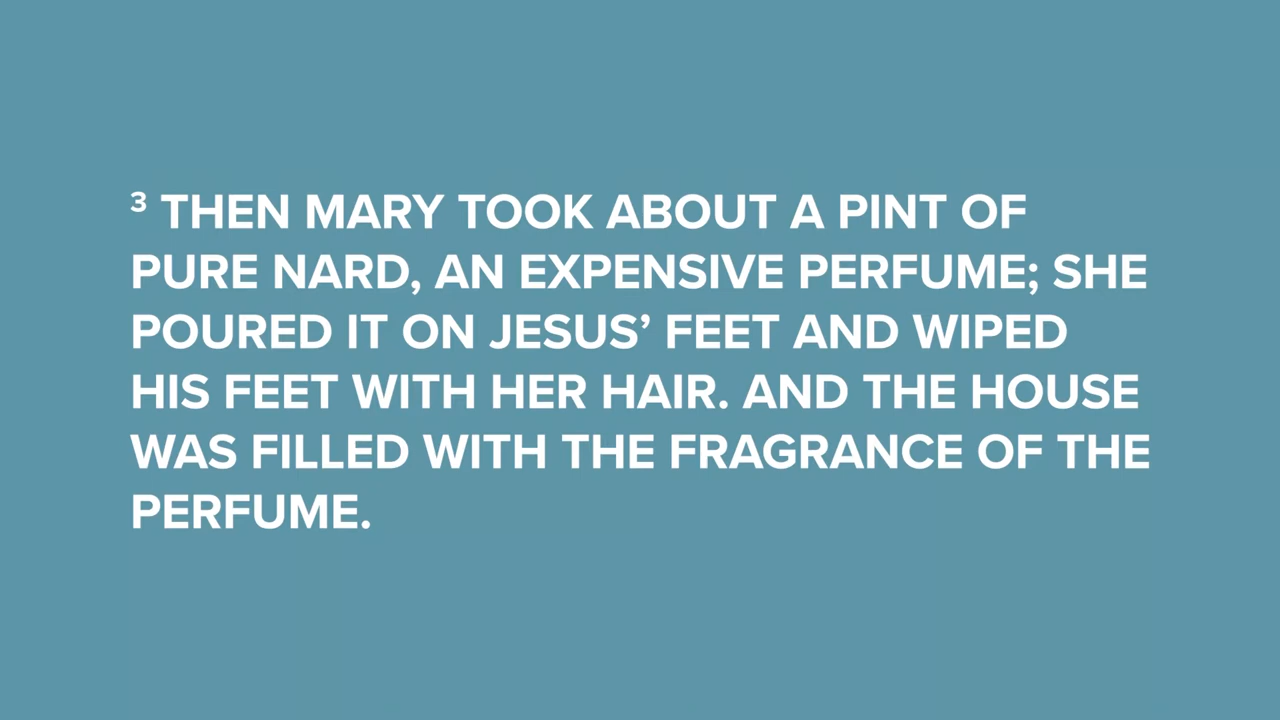 ³ THEN MARY TOOK ABOUT A PINT OF
PURE NARD, AN EXPENSIVE PERFUME; SHE
POURED IT ON JESUS’ FEET AND WIPED
HIS FEET WITH HER HAIR. AND THE HOUSE
WAS FILLED WITH THE FRAGRANCE OF THE
PERFUME.